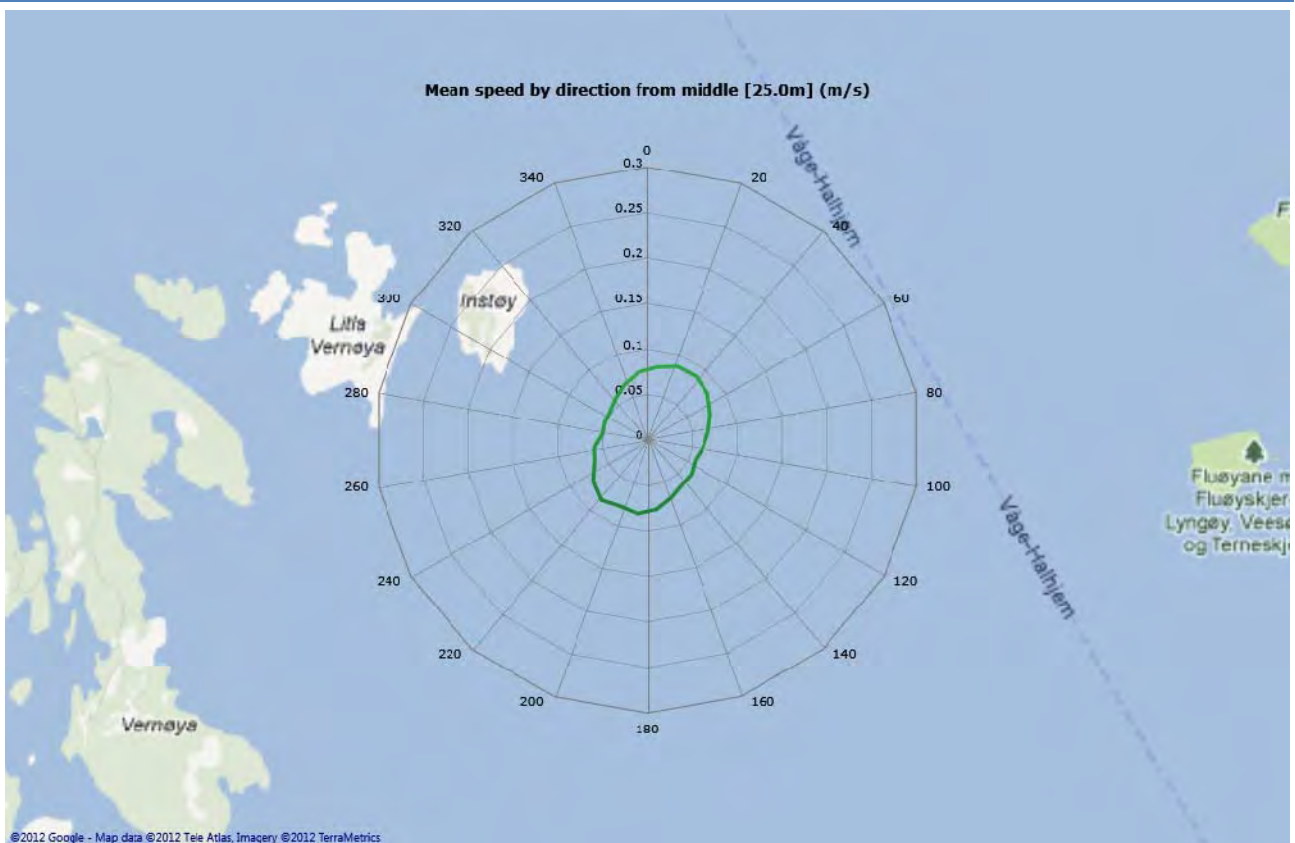 Mean speed by direction from middle [25.0m] (m/s)
Våge-Halhjem
0
0.3
340
20
0.25
320
40
0.2
300
Instøy
60
0.15
Litla
Vernøya
0.1
280
0.05
80
0
260
100
Fluøyane
Fluøyskjer
Lyngøy,
og
Våge-Halhjem
240
120
220
140
200
160
180
Vernøya
©2012 Google - Map data ©2012 Tele Atlas, Imagery ©2012 TerraMetrics